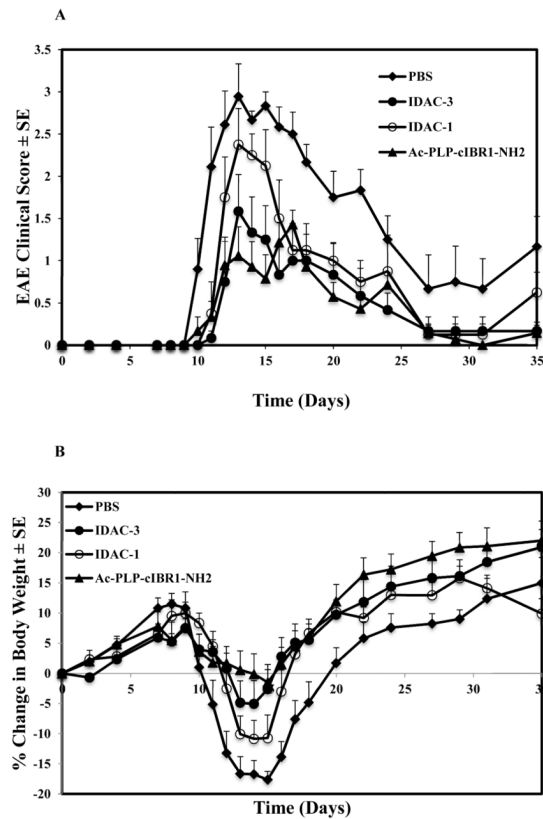 A
EAE Clinical Score ± SE
3.5
3
2.5
2
1.5
1
0.5
0
PBS
IDAC-3
IDAC-1
Ac-PLP-cIBR1-NH2
0 5 10 15 20 25 30 35
Time (Days)
B
% Change in Body Weight ± SE
30
25
20
15
10
5
0
-5
-10
-15
-20
PBS
IDAC-3
IDAC-1
Ac-PLP-cIBR1-NH2
0 10 20 30
Time (Days)